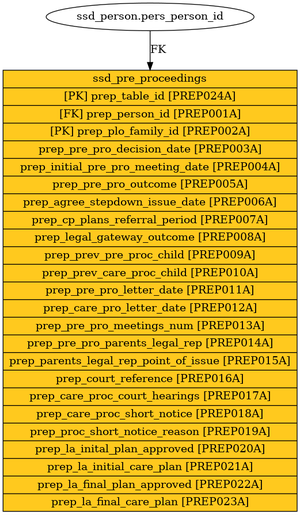 ssd_person.pers_person_id
FK
ssd_pre_proceedings
[PK] prep_table_id [PREP024A]
[FK] prep_person_id [PREP001A]
[PK] prep_plo_family_id [PREP002A]
prep_pre_pro_decision_date [PREP003A]
prep_initial_pre_pro_meeting_date [PREP004A]
prep_pre_pro_outcome [PREP005A]
prep_agree_stepdown_issue_date [PREP006A]
prep_cp_plans_referral_period [PREP007A]
prep_legal_gateway_outcome [PREP008A]
prep_prev_pre_proc_child [PREP009A]
prep_prev_care_proc_child [PREP010A]
prep_pre_pro_letter_date [PREP011A]
prep_care_pro_letter_date [PREP012A]
prep_pre_pro_meetings_num [PREP013A]
prep_pre_pro_parents_legal_rep [PREP014A]
prep_parents_legal_rep_point_of_issue [PREP015A]
prep_court_reference [PREP016A]
prep_care_proc_court_hearings [PREP017A]
prep_care_proc_short_notice [PREP018A]
prep_proc_short_notice_reason [PREP019A]
prep_la_inital_plan_approved [PREP020A]
prep_la_initial_care_plan [PREP021A]
prep_la_final_plan_approved [PREP022A]
prep_la_final_care_plan [PREP023A]